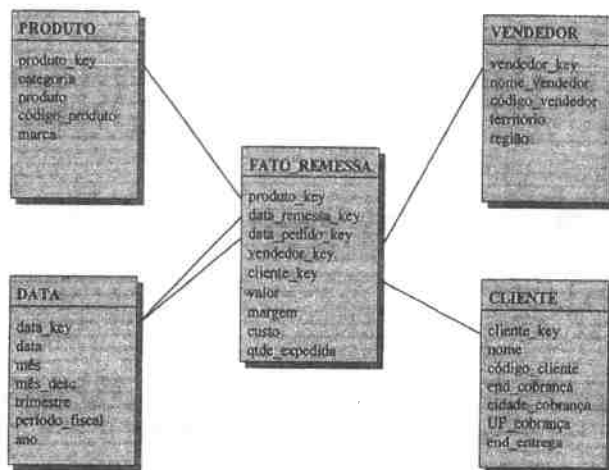 PRODUTO
produto_key
categoria
produto
código_produto
marca
VENDEDOR
vendedor_key
nome_vendedor
código_vendedor
território
região
FATO_REMESSA
produto_key
data_remessa_key
data_pedido_key
vendedor_key
cliente_key
valor
margem
custo
qtde_expedida
DATA
data_key
data
mês
mês_desc
trimestre
período_fiscal
ano
CLIENTE
cliente_key
nome
código_cliente
end_cobrança
cidade_cobrança
UF_cobrança
end_entrega